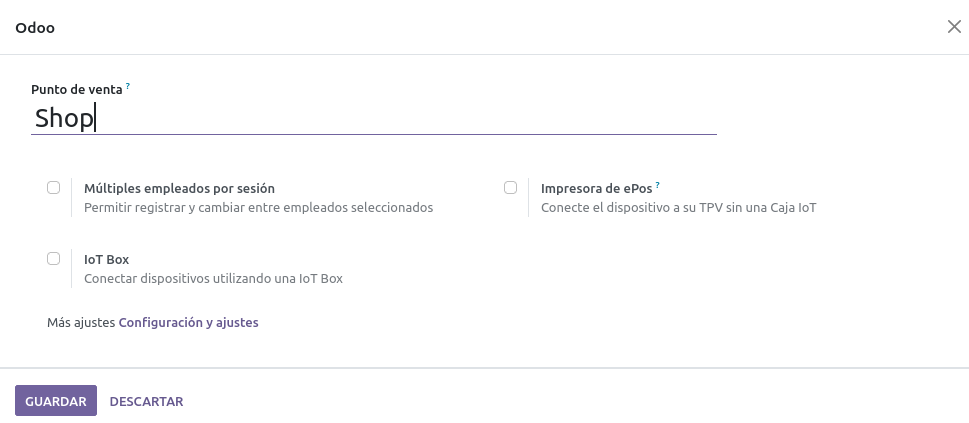 Odoo
Punto de venta ?
Shop
Múltiples empleados por sesión
Permitir registrar y cambiar entre empleados seleccionados
Impresora de ePos ?
Conecte el dispositivo a su TPV sin una Caja IoT
IoT Box
Conectar dispositivos utilizando una IoT Box
Más ajustes Configuración y ajustes
GUARDAR DESCARTAR